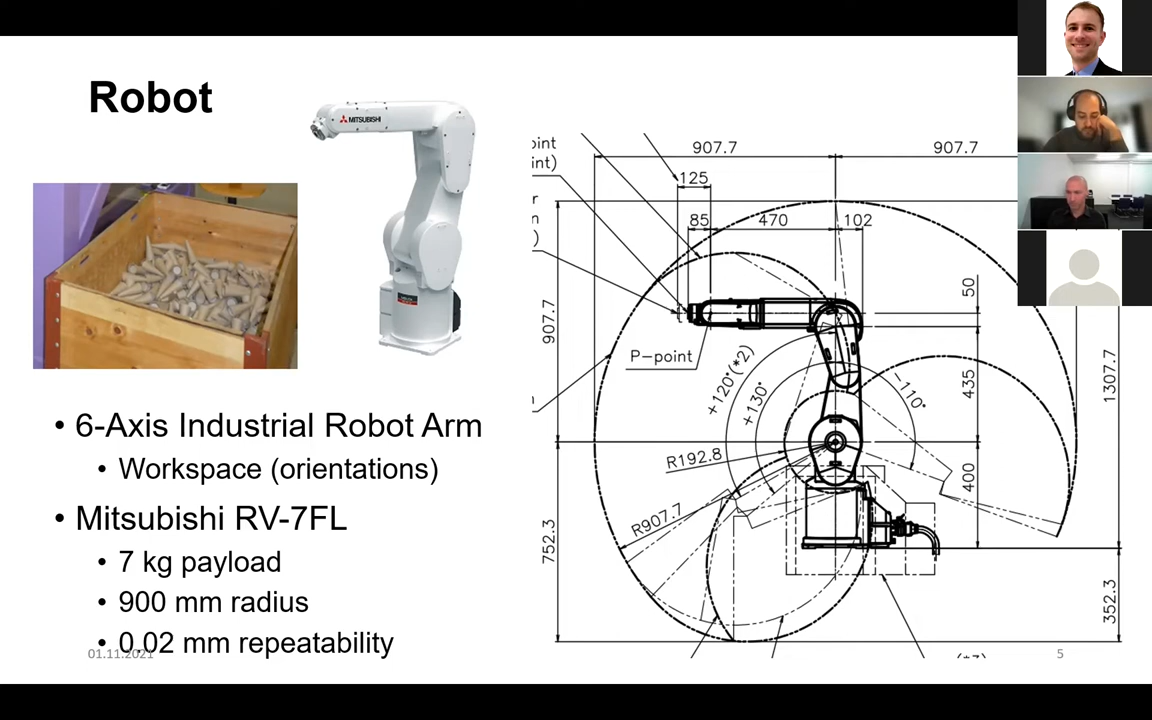 Robot
MITSUBISHI
• 6-Axis Industrial Robot Arm
• Workspace (orientations)
• Mitsubishi RV-7FL
• 7 kg payload
• 900 mm radius
• 0.02 mm repeatability
01.11.2021
5
907.7
907.7
125
85
470
102
50
907.7
P-point
+120°(*2)
+130°
-110°
435
1307.7
R192.8
400
R907.7
752.3
352.3